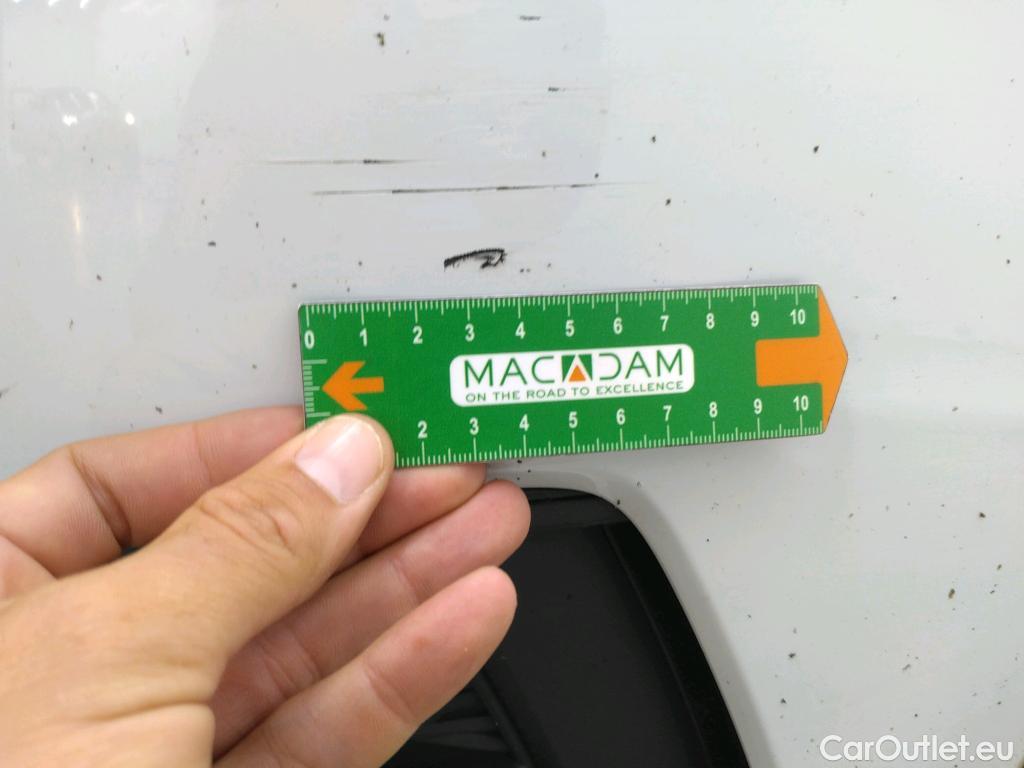 0 1 2 3 4 5 6 7 8 9 10
MACADAM
ON THE ROAD TO EXCELLENCE
2 3 4 5 6 7 8 9 10
CarOutlet.eu